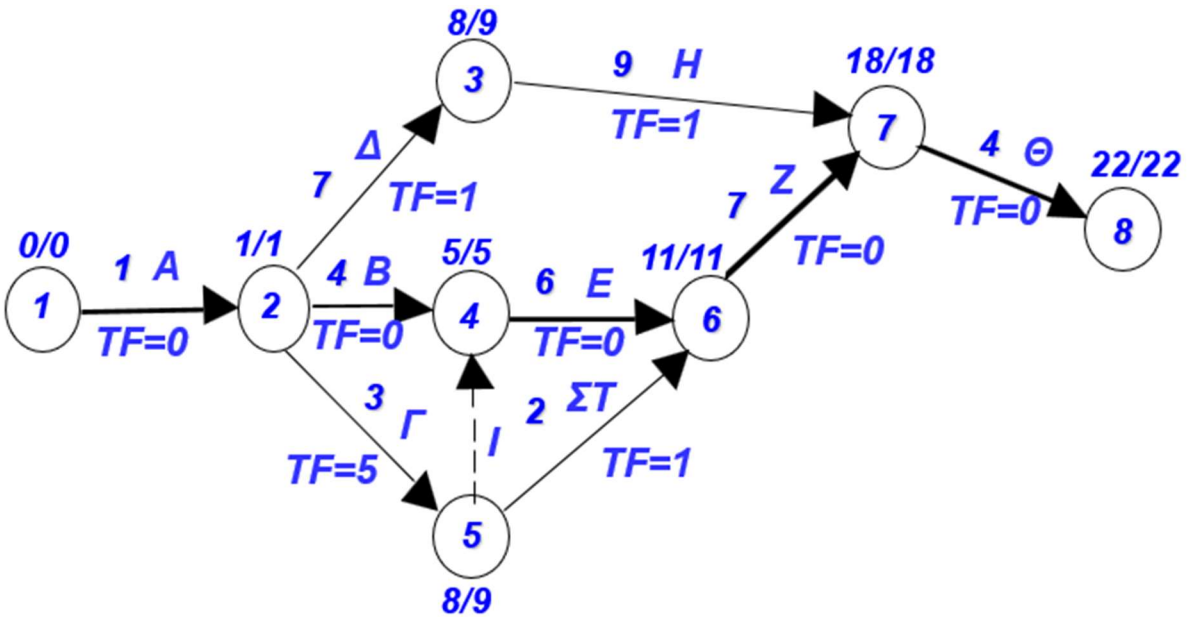 8/9
3
9 H
TF=1
18/18
7
4 Θ
TF=0
22/22
8
7 Δ
TF=1
7 Z
TF=0
0/0
1
1 A
TF=0
1/1
2
4 B
TF=0
5/5
4
6 E
TF=0
11/11
6
3 Γ
TF=5
I
2 ΣΤ
TF=1
5
8/9